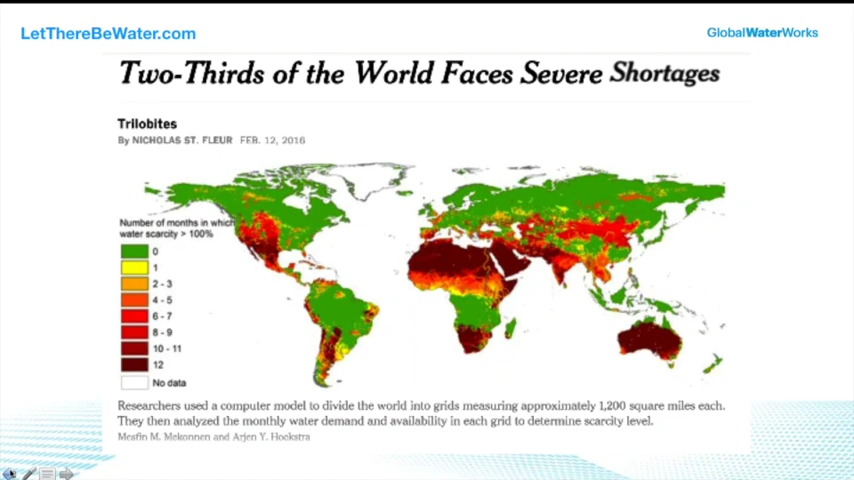 LetThereBeWater.com
GlobalWaterWorks
Two-Thirds of the World Faces Severe Shortages
Trilobites
By NICHOLAS ST. FLEUR FEB. 12, 2016
Number of months in which
water scarcity > 100%
0
1
2 - 3
4 - 5
6 - 7
8 - 9
10 - 11
12
No data
Researchers used a computer model to divide the world into grids measuring approximately 1,200 square miles each.
They then analyzed the monthly water demand and availability in each grid to determine scarcity level.
Mesfin M. Mekonnen and Arjen Y. Hoekstra